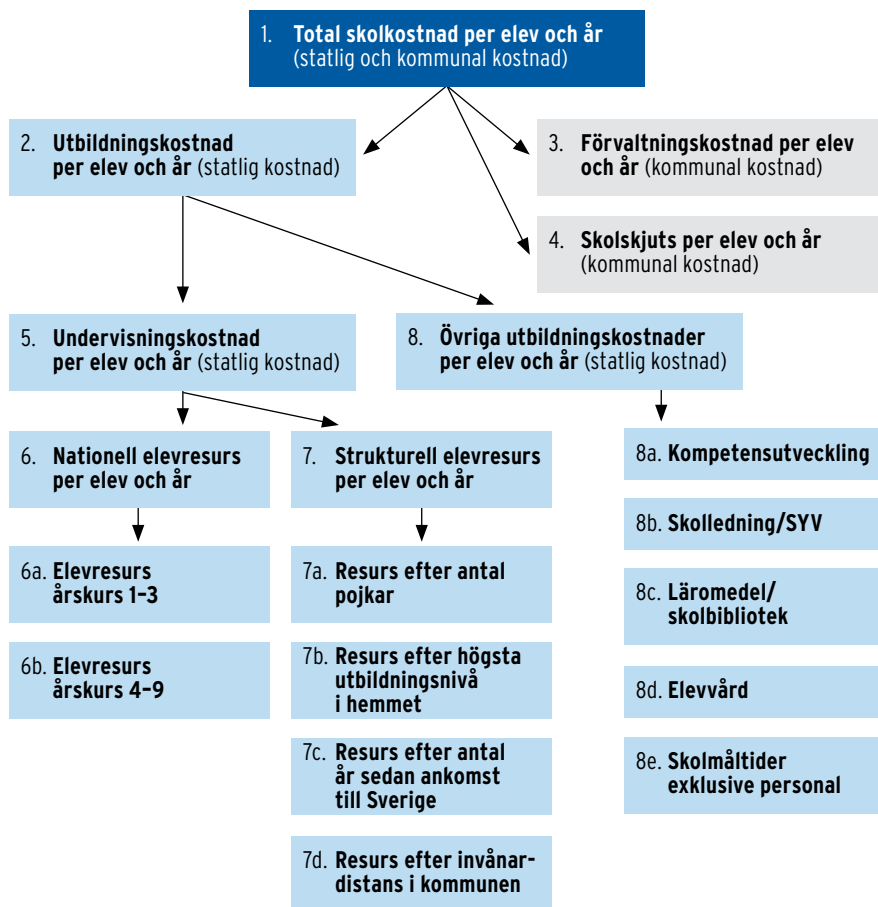 1. Total skolkostnad per elev och år
(statlig och kommunal kostnad)
2. Utbildningskostnad
per elev och år (statlig kostnad)
3. Förvaltningskostnad per elev
och år (kommunal kostnad)
4. Skolskjuts per elev och år
(kommunal kostnad)
5. Undervisningskostnad
per elev och år (statlig kostnad)
8. Övriga utbildningskostnader
per elev och år (statlig kostnad)
6. Nationell elevresurs
per elev och år
7. Strukturell elevresurs
per elev och år
6a. Elevresurs
årskurs 1–3
6b. Elevresurs
årskurs 4–9
7a. Resurs efter antal
pojkar
7b. Resurs efter högsta
utbildningsnivå
i hemmet
7c. Resurs efter antal
år sedan ankomst
till Sverige
7d. Resurs efter invånar-
distans i kommunen
8a. Kompetensutveckling
8b. Skolledning/SYV
8c. Läromedel/
skolbibliotek
8d. Elevvård
8e. Skolmåltider
exklusive personal